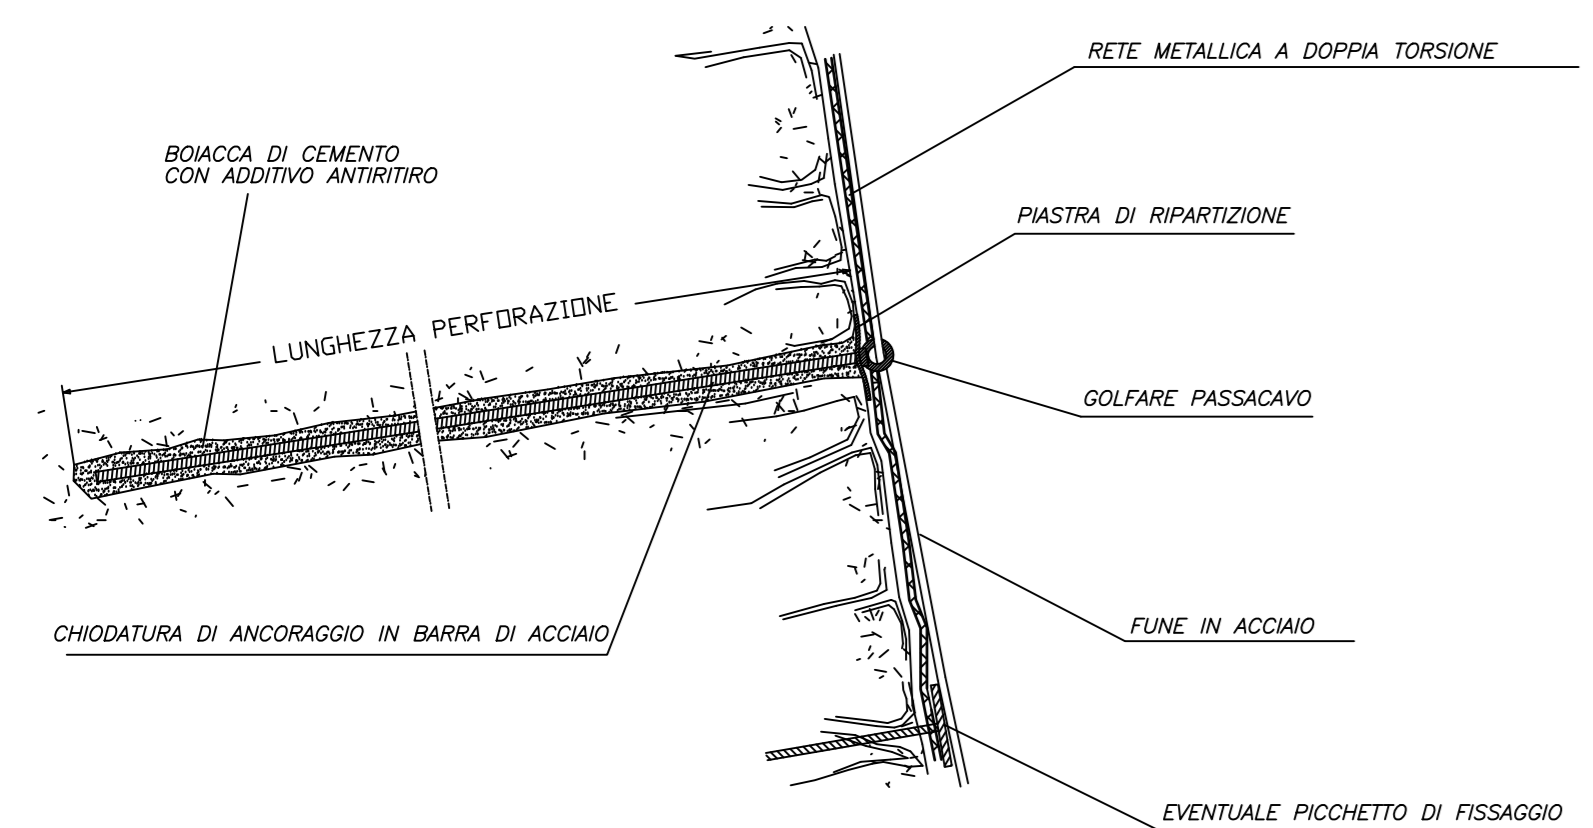 RETE METALLICA A DOPPIA TORSIONE
BOIACCA DI CEMENTO
CON ADDITIVO ANTIRITIRO
PIASTRA DI RIPARTIZIONE
LUNGHEZZA PERFORAZIONE
GOLFARE PASSACAVO
CHIODATURA DI ANCORAGGIO IN BARRA DI ACCIAIO
FUNE IN ACCIAIO
EVENTUALE PICCHETTO DI FISSAGGIO